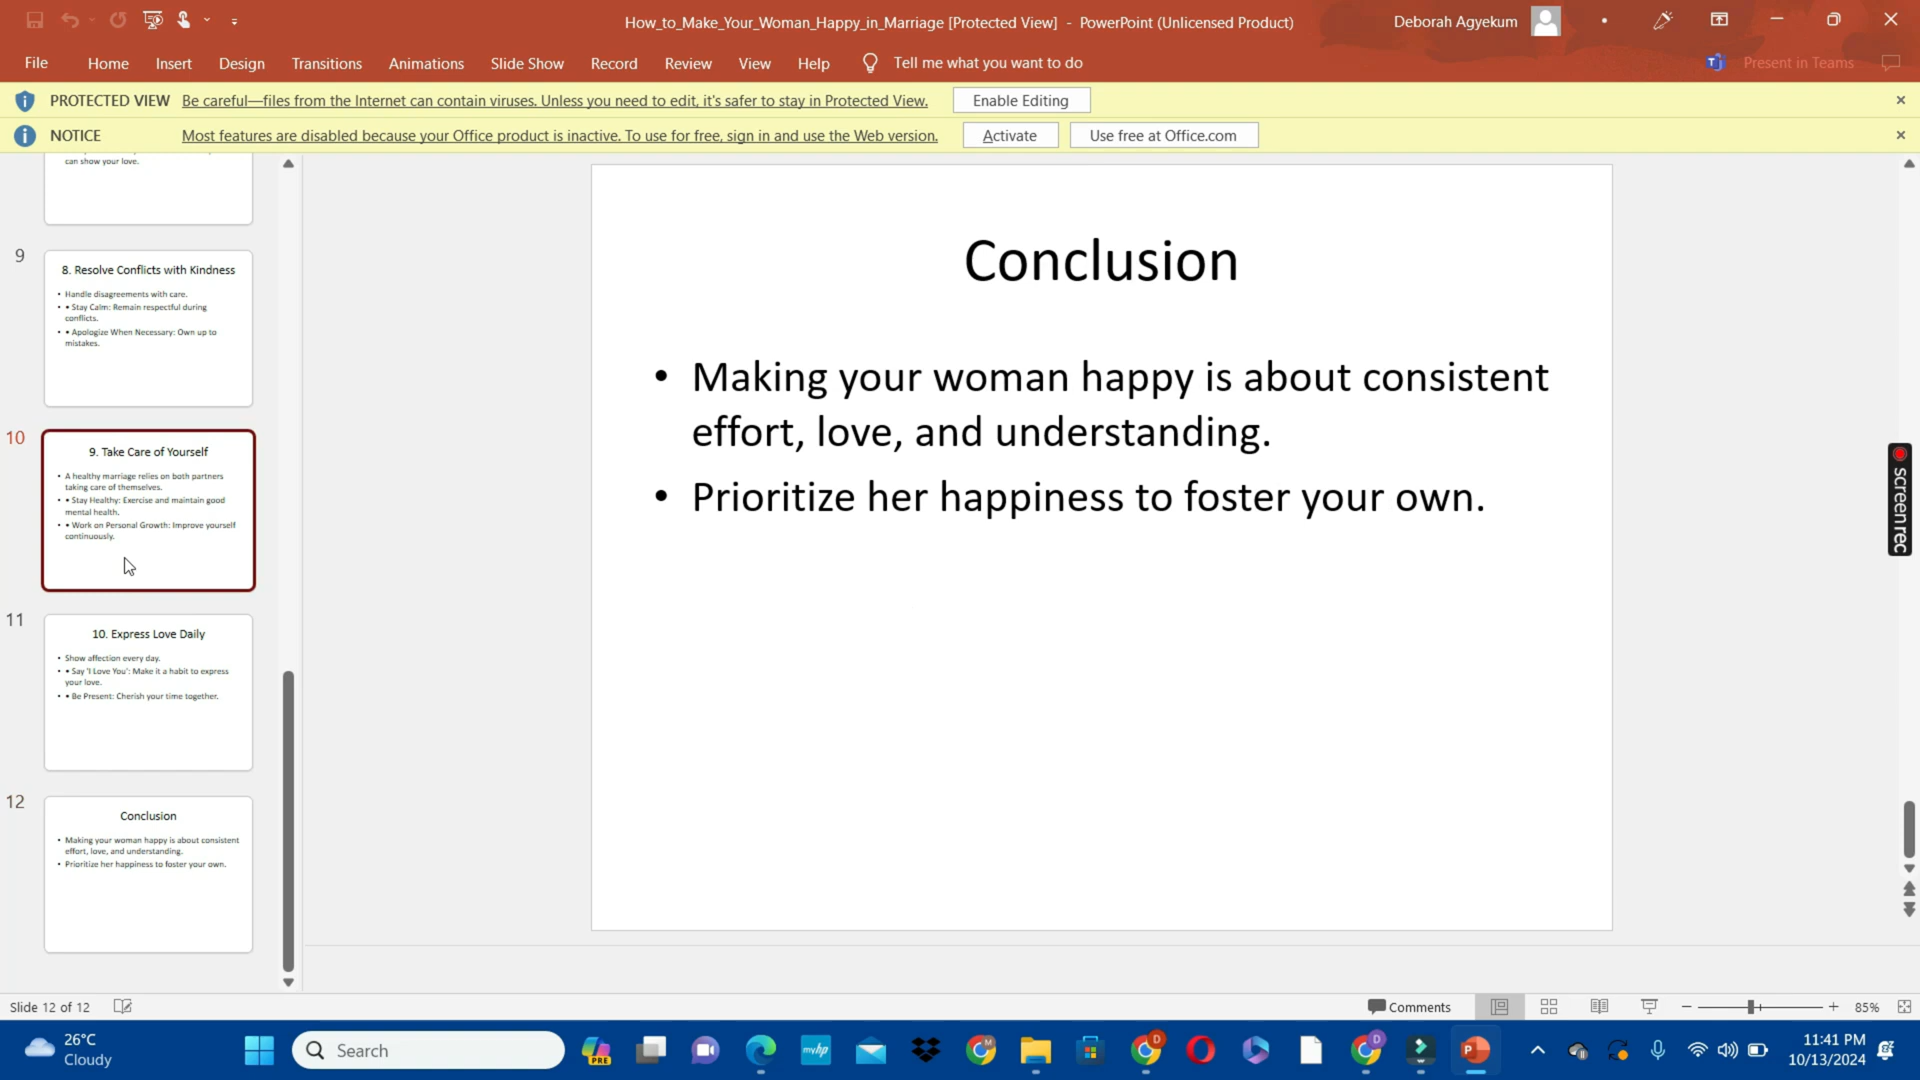 How_to_Make_Your_Woman_Happy_in_Marriage [Protected View] - PowerPoint (Unlicensed Product)
Deborah Agyekum
File
Home
Insert
Design
Transitions
Animations
Slide Show
Record
Review
View
Help
Tell me what you want to do
Present in Teams
PROTECTED VIEW
Be careful—files from the Internet can contain viruses. Unless you need to edit, it's safer to stay in Protected View.
Enable Editing
NOTICE
Most features are disabled because your Office product is inactive. To use for free, sign in and use the Web version.
Activate
Use free at Office.com
can show your love.
9
8. Resolve Conflicts with Kindness
• Handle disagreements with care.
• • Stay Calm: Remain respectful during
conflicts.
• • Apologize When Necessary: Own up to
mistakes.
10
9. Take Care of Yourself
• A healthy marriage relies on both partners
taking care of themselves.
• • Stay Healthy: Exercise and maintain good
mental health.
• • Work on Personal Growth: Improve yourself
continuously.
11
10. Express Love Daily
• Show affection every day.
• • Say 'I Love You': Make it a habit to express
your love.
• • Be Present: Cherish your time together.
12
Conclusion
• Making your woman happy is about consistent
effort, love, and understanding.
• Prioritize her happiness to foster your own.
Conclusion
• Making your woman happy is about consistent
effort, love, and understanding.
• Prioritize her happiness to foster your own.
screenrec
Slide 12 of 12
Comments
85%
26°C
Cloudy
Search
PRE
myhp
M
D
D
P
11:41 PM
10/13/2024